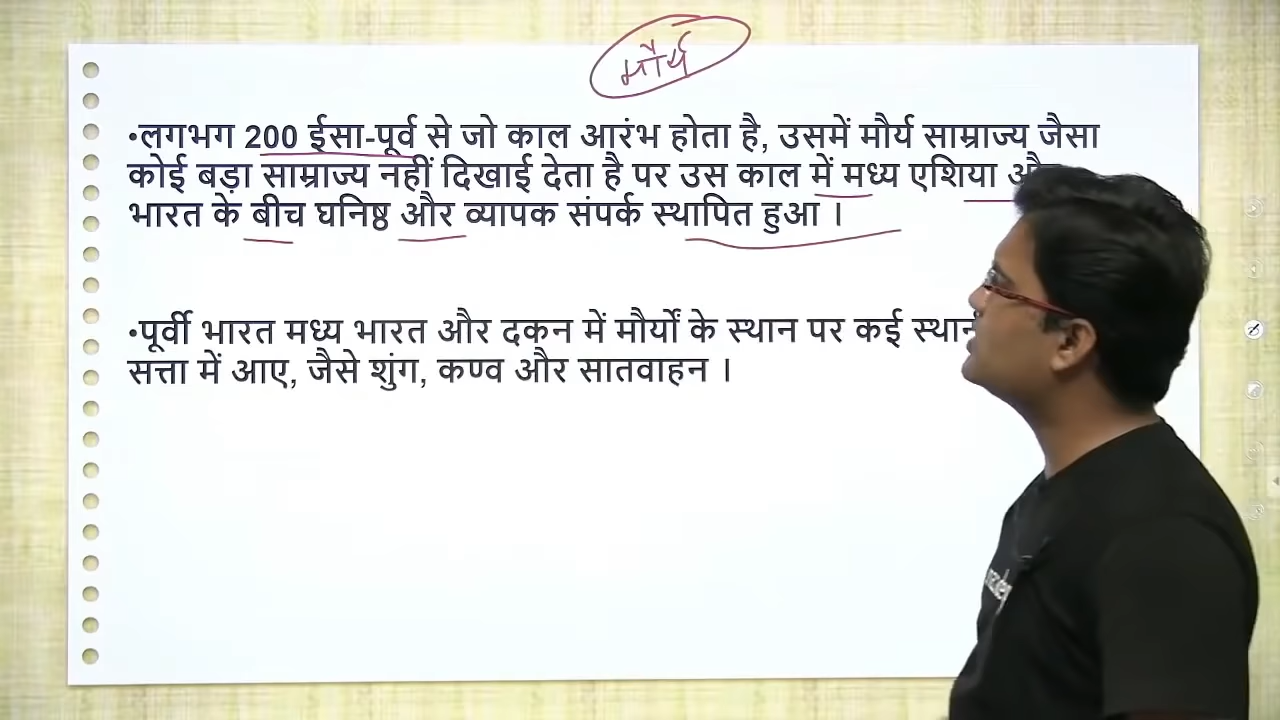 मौर्य
•लगभग 200 ईसा-पूर्व से जो काल आरंभ होता है, उसमें मौर्य साम्राज्य जैसा
कोई बड़ा साम्राज्य नहीं दिखाई देता है पर उस काल में मध्य एशिया
भारत के बीच घनिष्ठ और व्यापक संपर्क स्थापित हुआ ।
•पूर्वी भारत मध्य भारत और दकन में मौर्यों के स्थान पर कई
सत्ता में आए, जैसे शुंग, कण्व और सातवाहन ।